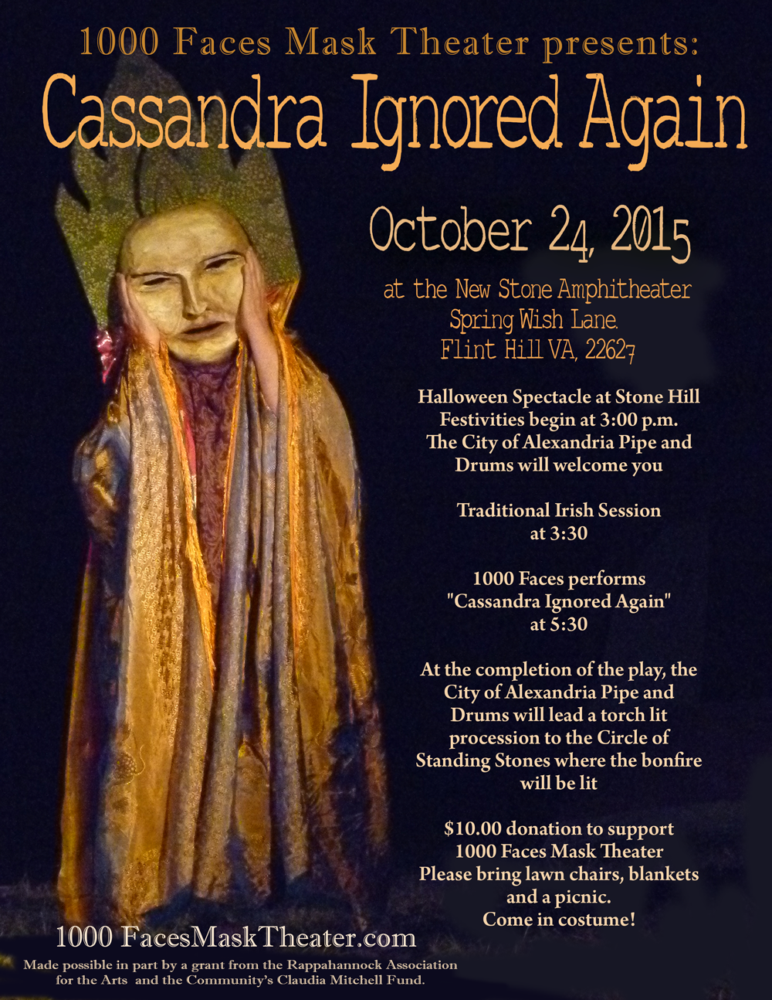 1000 Faces Mask Theater presents:
Cassandra Ignored Again
October 24, 2015
at the New Stone Amphitheater
Spring Wish Lane.
Flint Hill VA, 22627
Halloween Spectacle at Stone Hill
Festivities begin at 3:00 p.m.
The City of Alexandria Pipe and
Drums will welcome you
Traditional Irish Session
at 3:30
1000 Faces performs
"Cassandra Ignored Again"
at 5:30
At the completion of the play, the
City of Alexandria Pipe and
Drums will lead a torch lit
procession to the Circle of
Standing Stones where the bonfire
will be lit
$10.00 donation to support
1000 Faces Mask Theater
Please bring lawn chairs, blankets
and a picnic.
Come in costume!
1000 FacesMaskTheater.com
Made possible in part by a grant from the Rappahannock Association
for the Arts and the Community's Claudia Mitchell Fund.